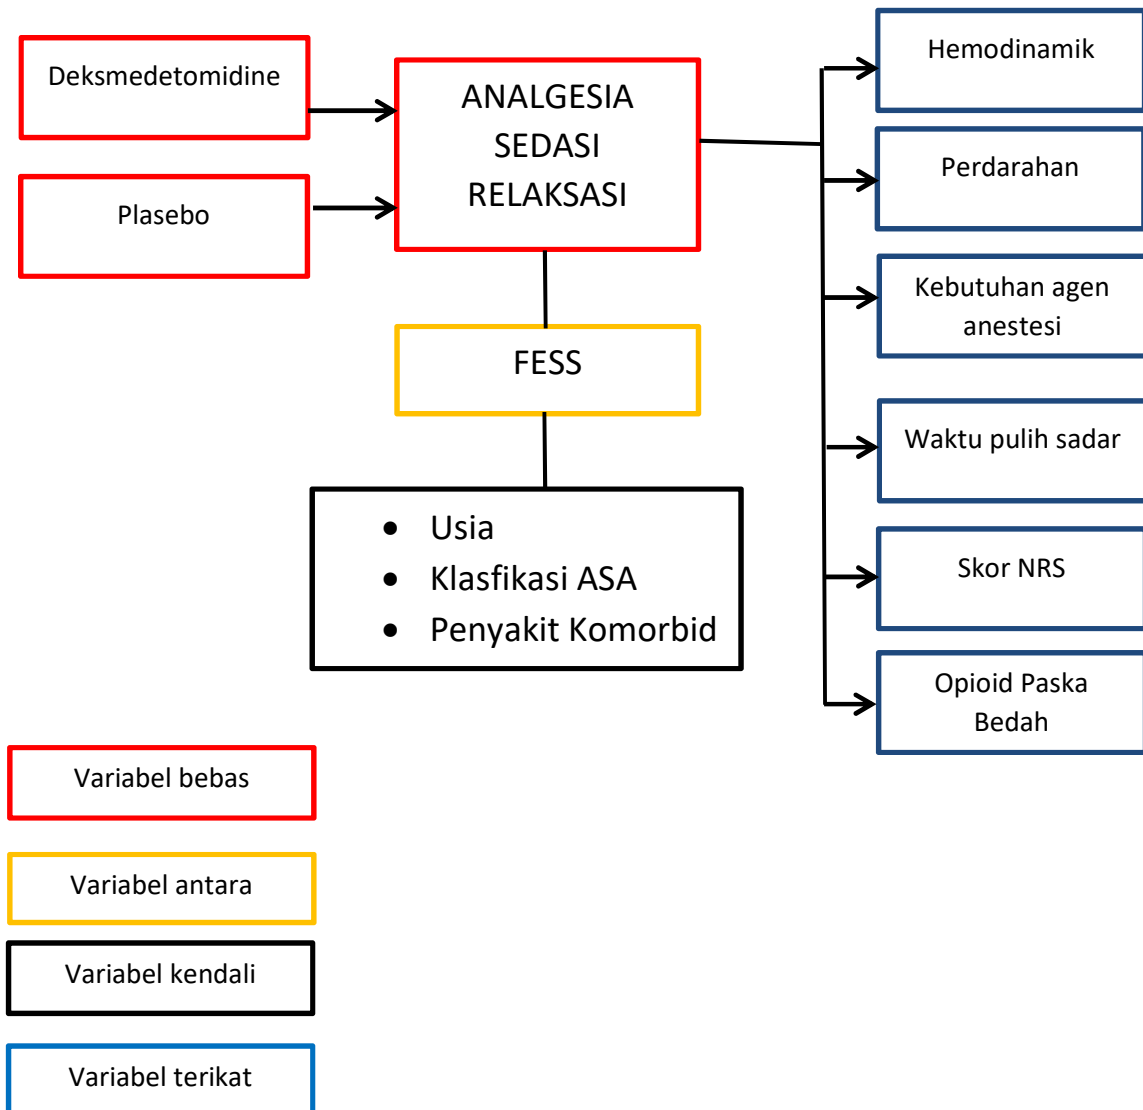 Deksmedetomidine
Plasebo
ANALGESIA
SEDASI
RELAKSASI
FESS
• Usia
• Klasfikasi ASA
• Penyakit Komorbid
Hemodinamik
Perdarahan
Kebutuhan agen
anestesi
Waktu pulih sadar
Skor NRS
Opioid Paska
Bedah
Variabel bebas
Variabel antara
Variabel kendali
Variabel terikat